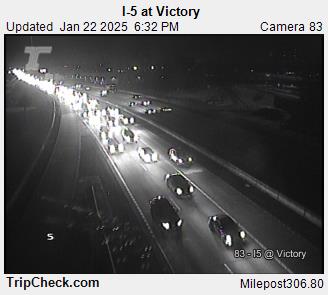 I-5 at Victory
Updated Jan 22 2025 6:32 PM Camera 83
S
83 - I5 @ Victory
TripCheck.com Milepost306.80